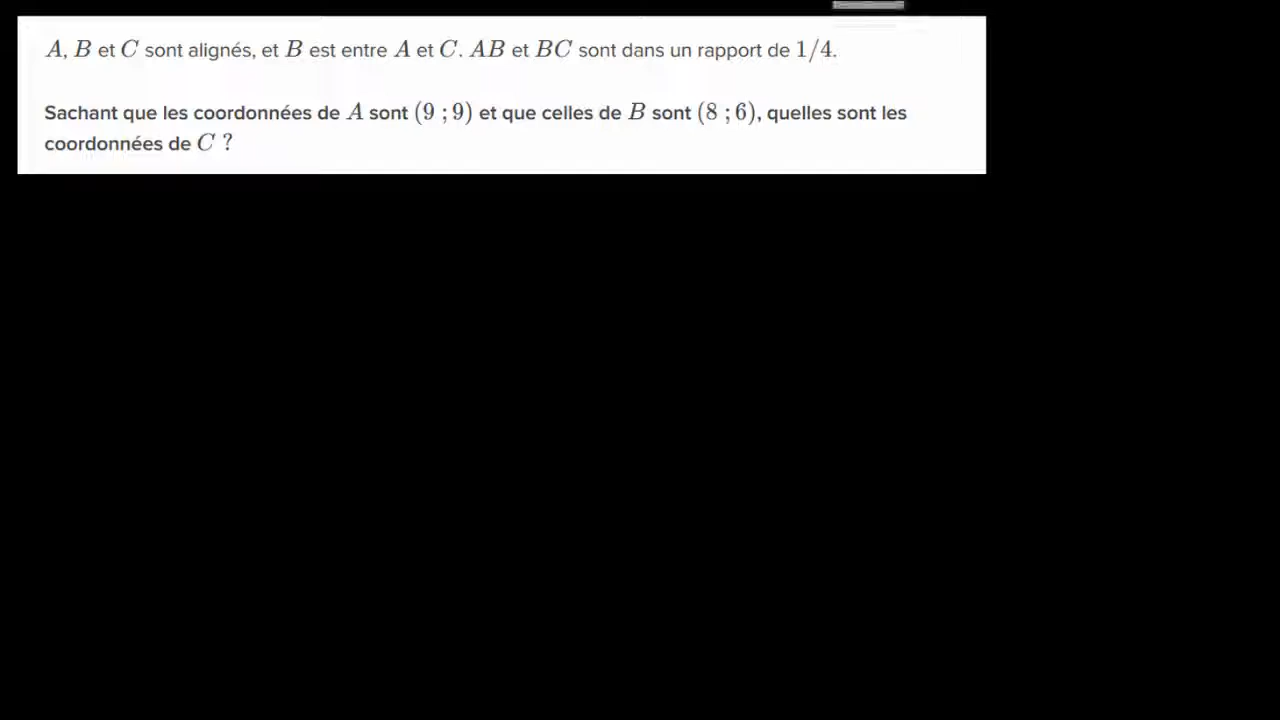 A, B et C sont alignés, et B est entre A et C. AB et BC sont dans un rapport de 1/4.
Sachant que les coordonnées de A sont (9 ; 9) et que celles de B sont (8 ; 6), quelles sont les
coordonnées de C ?